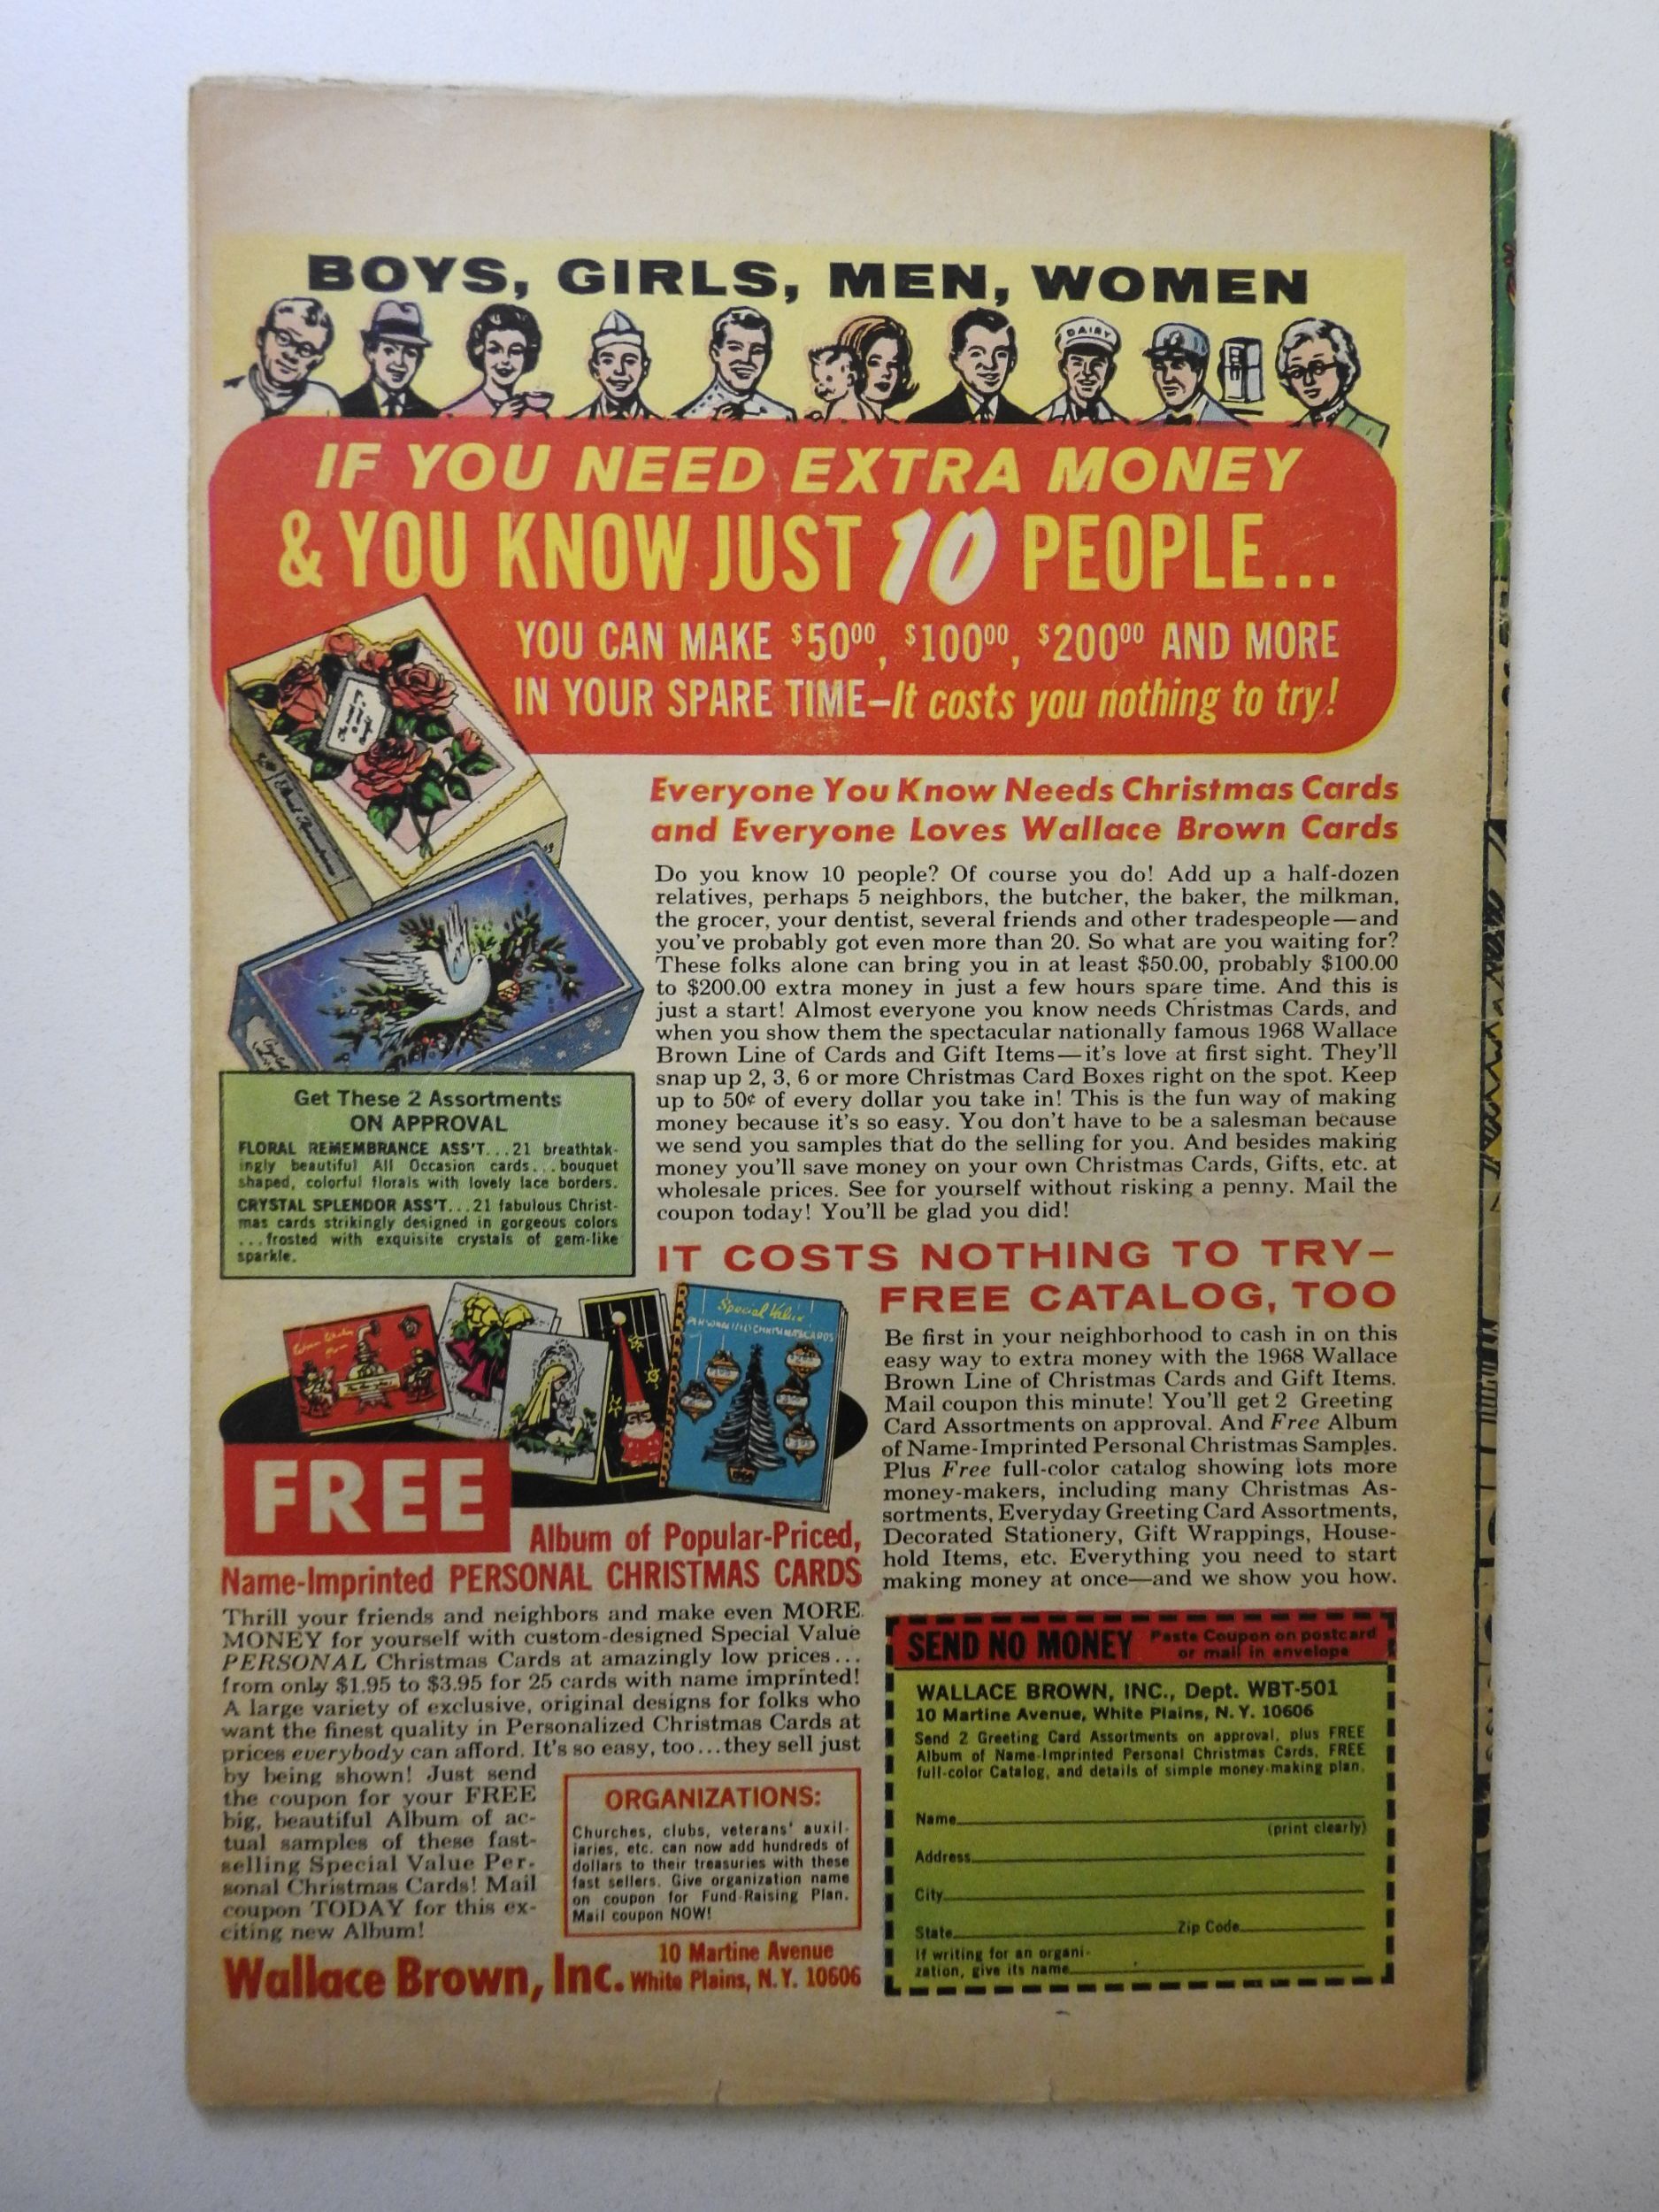 BOYS, GIRLS, MEN, WOMEN
DAIRY
IF YOU NEED EXTRA MONEY
& YOU KNOW JUST 10 PEOPLE...
YOU CAN MAKE $50⁰⁰, $100⁰⁰, $200⁰⁰ AND MORE
IN YOUR SPARE TIME—It costs you nothing to try!
Everyone You Know Needs Christmas Cards
and Everyone Loves Wallace Brown Cards
Do you know 10 people? Of course you do! Add up a half-dozen
relatives, perhaps 5 neighbors, the butcher, the baker, the milkman,
the grocer, your dentist, several friends and other tradespeople—and
you've probably got even more than 20. So what are you waiting for?
These folks alone can bring you in at least $50.00, probably $100.00
to $200.00 extra money in just a few hours spare time. And this is
just a start! Almost everyone you know needs Christmas Cards, and
when you show them the spectacular nationally famous 1968 Wallace
Brown Line of Cards and Gift Items—it's love at first sight. They'll
snap up 2, 3, 6 or more Christmas Card Boxes right on the spot. Keep
up to 50¢ of every dollar you take in! This is the fun way of making
money because it's so easy. You don't have to be a salesman because
we send you samples that do the selling for you. And besides making
money you'll save money on your own Christmas Cards, Gifts, etc. at
wholesale prices. See for yourself without risking a penny. Mail the
coupon today! You'll be glad you did!
Get These 2 Assortments
ON APPROVAL
FLORAL REMEMBRANCE ASS'T...21 breathtak-
ingly beautiful All Occasion cards...bouquet
shaped, colorful florals with lovely lace borders.
CRYSTAL SPLENDOR ASS'T...21 fabulous Christ-
mas cards strikingly designed in gorgeous colors
...frosted with exquisite crystals of gem-like
sparkle.
IT COSTS NOTHING TO TRY—
FREE CATALOG, TOO
Be first in your neighborhood to cash in on this
easy way to extra money with the 1968 Wallace
Brown Line of Christmas Cards and Gift Items.
Mail coupon this minute! You'll get 2 Greeting
Card Assortments on approval. And Free Album
of Name-Imprinted Personal Christmas Samples.
Plus Free full-color catalog showing lots more
money-makers, including many Christmas As-
sortments, Everyday Greeting Card Assortments,
Decorated Stationery, Gift Wrappings, House-
hold Items, etc. Everything you need to start
making money at once—and we show you how.
Special Value
PERSONALIZED CHRISTMAS CARDS
FREE
Album of Popular-Priced,
Name-Imprinted PERSONAL CHRISTMAS CARDS
Thrill your friends and neighbors and make even MORE
MONEY for yourself with custom-designed Special Value
PERSONAL Christmas Cards at amazingly low prices...
from only $1.95 to $3.95 for 25 cards with name imprinted!
A large variety of exclusive, original designs for folks who
want the finest quality in Personalized Christmas Cards at
prices everybody can afford. It's so easy, too...they sell just
by being shown! Just send
the coupon for your FREE
big, beautiful Album of ac-
tual samples of these fast-
selling Special Value Per-
sonal Christmas Cards! Mail
coupon TODAY for this ex-
citing new Album!
ORGANIZATIONS:
Churches, clubs, veterans' auxil-
iaries, etc. can now add hundreds of
dollars to their treasuries with these
fast sellers. Give organization name
on coupon for Fund-Raising Plan.
Mail coupon NOW!
Wallace Brown, Inc.
10 Martine Avenue
White Plains, N.Y. 10606
SEND NO MONEY
Paste Coupon on postcard
or mail in envelope
WALLACE BROWN, INC., Dept. WBT-501
10 Martine Avenue, White Plains, N.Y. 10606
Send 2 Greeting Card Assortments on approval, plus FREE
Album of Name-Imprinted Personal Christmas Cards, FREE
full-color Catalog, and details of simple money-making plan.
Name
(print clearly)
Address
City
State Zip Code
If writing for an organi-
zation, give its name